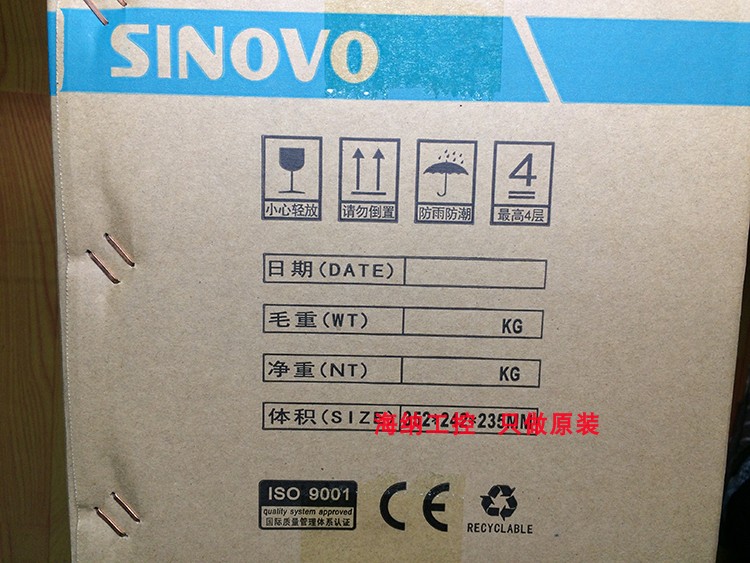 SINOVO
小心轻放
请勿倒置
防雨防潮
4
最高4层
日期(DATE)
毛重(WT) KG
净重(NT) KG
体积(SIZE) 352*242*235MM
海纳工控 只做原装
ISO 9001
quality system approved
国际质量管理体系认证
CE
RECYCLABLE